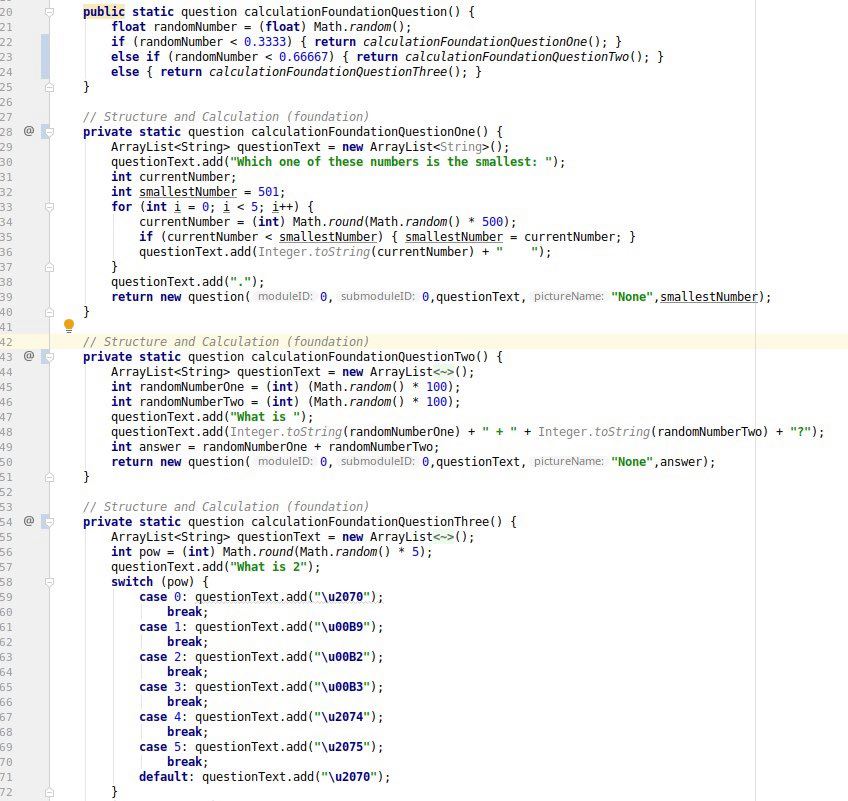 20 public static question calculationFoundationQuestion() {
21 float randomNumber = (float) Math.random();
22 if (randomNumber < 0.3333) { return calculationFoundationQuestionOne(); }
23 else if (randomNumber < 0.66667) { return calculationFoundationQuestionTwo(); }
24 else { return calculationFoundationQuestionThree(); }
25 }
26
27 // Structure and Calculation (foundation)
28 @ private static question calculationFoundationQuestionOne() {
29 ArrayList<String> questionText = new ArrayList<String>();
30 questionText.add("Which one of these numbers is the smallest: ");
31 int currentNumber;
32 int smallestNumber = 501;
33 for (int i = 0; i < 5; i++) {
34 currentNumber = (int) Math.round(Math.random() * 500);
35 if (currentNumber < smallestNumber) { smallestNumber = currentNumber; }
36 questionText.add(Integer.toString(currentNumber) + "    ");
37 }
38 questionText.add(".");
39 return new question( moduleID: 0, submoduleID: 0,questionText, pictureName: "None",smallestNumber);
40 }
41
42 // Structure and Calculation (foundation)
43 @ private static question calculationFoundationQuestionTwo() {
44 ArrayList<String> questionText = new ArrayList<~>();
45 int randomNumberOne = (int) (Math.random() * 100);
46 int randomNumberTwo = (int) (Math.random() * 100);
47 questionText.add("What is ");
48 questionText.add(Integer.toString(randomNumberOne) + " + " + Integer.toString(randomNumberTwo) + "?");
49 int answer = randomNumberOne + randomNumberTwo;
50 return new question( moduleID: 0, submoduleID: 0,questionText, pictureName: "None",answer);
51 }
52
53 // Structure and Calculation (foundation)
54 @ private static question calculationFoundationQuestionThree() {
55 ArrayList<String> questionText = new ArrayList<~>();
56 int pow = (int) Math.round(Math.random() * 5);
57 questionText.add("What is 2");
58 switch (pow) {
59 case 0: questionText.add("\u2070");
60 break;
61 case 1: questionText.add("\u00B9");
62 break;
63 case 2: questionText.add("\u00B2");
64 break;
65 case 3: questionText.add("\u00B3");
66 break;
67 case 4: questionText.add("\u2074");
68 break;
69 case 5: questionText.add("\u2075");
70 break;
71 default: questionText.add("\u2070");
72 }